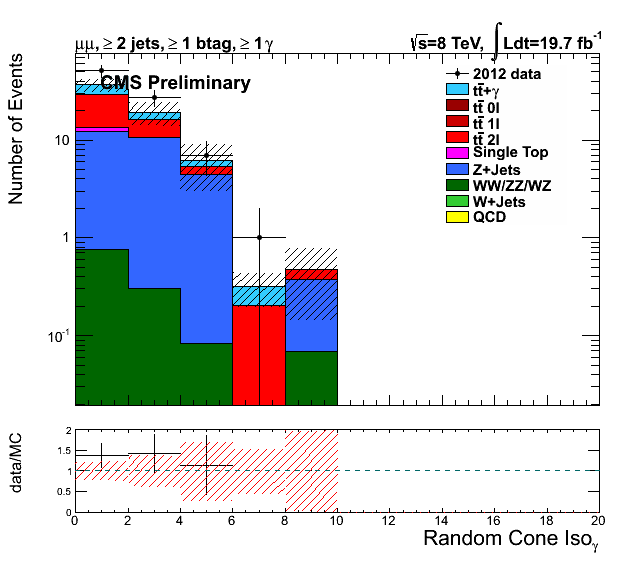 μμ, ≥ 2 jets, ≥ 1 btag, ≥ 1γ
√s=8 TeV, ∫Ldt=19.7 fb⁻¹
CMS Preliminary
2012 data
tt̄+γ
tt̄ 0l
tt̄ 1l
tt̄ 2l
Single Top
Z+Jets
WW/ZZ/WZ
W+Jets
QCD
Number of Events
10
1
10⁻¹
data/MC
2
1.5
1
0.5
0
0 2 4 6 8 10 12 14 16 18 20
Random Cone Isoγ